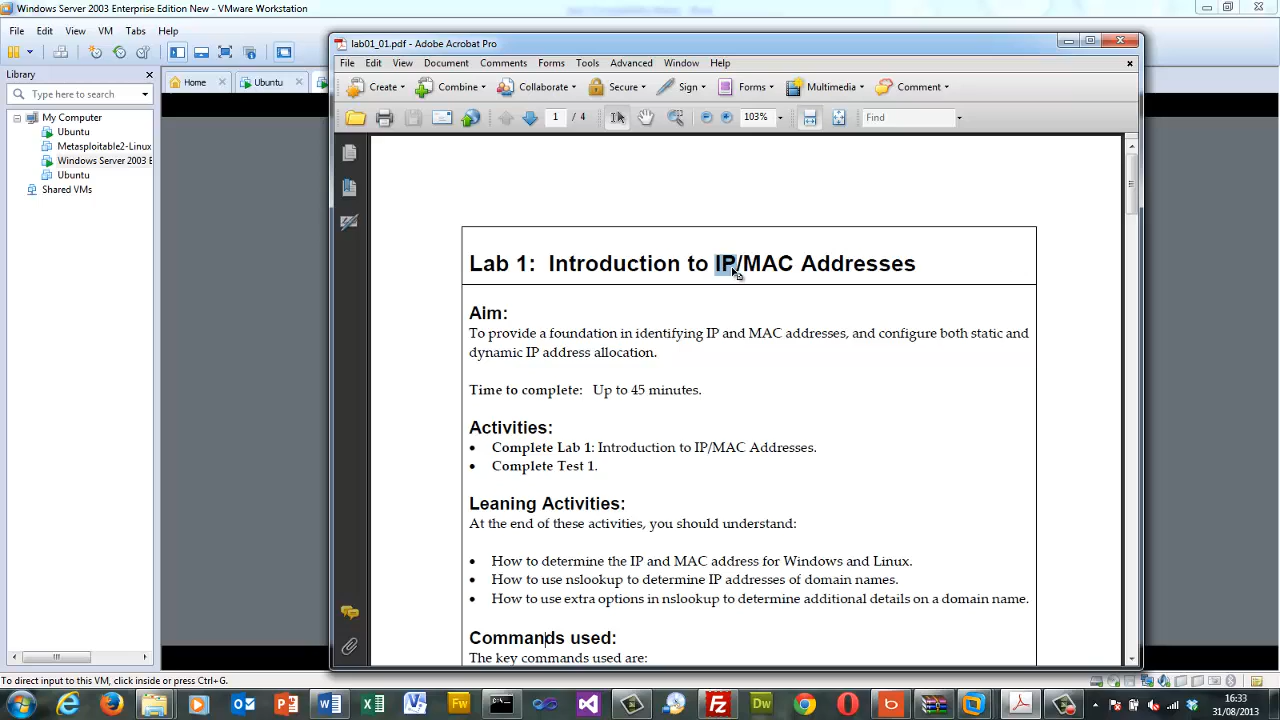 Windows Server 2003 Enterprise Edition New - VMware Workstation
File Edit View VM Tabs Help
Library
Type here to search
Home
Ubuntu
My Computer
Ubuntu
Metasploitable2-Linux
Windows Server 2003 E
Ubuntu
Shared VMs
lab01_01.pdf - Adobe Acrobat Pro
File Edit View Document Comments Forms Tools Advanced Window Help
Create Combine Collaborate Secure Sign Forms Multimedia Comment
1 / 4 103% Find
Lab 1: Introduction to IP/MAC Addresses
Aim:
To provide a foundation in identifying IP and MAC addresses, and configure both static and
dynamic IP address allocation.
Time to complete: Up to 45 minutes.
Activities:
• Complete Lab 1: Introduction to IP/MAC Addresses.
• Complete Test 1.
Leaning Activities:
At the end of these activities, you should understand:
• How to determine the IP and MAC address for Windows and Linux.
• How to use nslookup to determine IP addresses of domain names.
• How to use extra options in nslookup to determine additional details on a domain name.
Commands used:
The key commands used are:
To direct input to this VM, click inside or press Ctrl+G.
16:33
31/08/2013